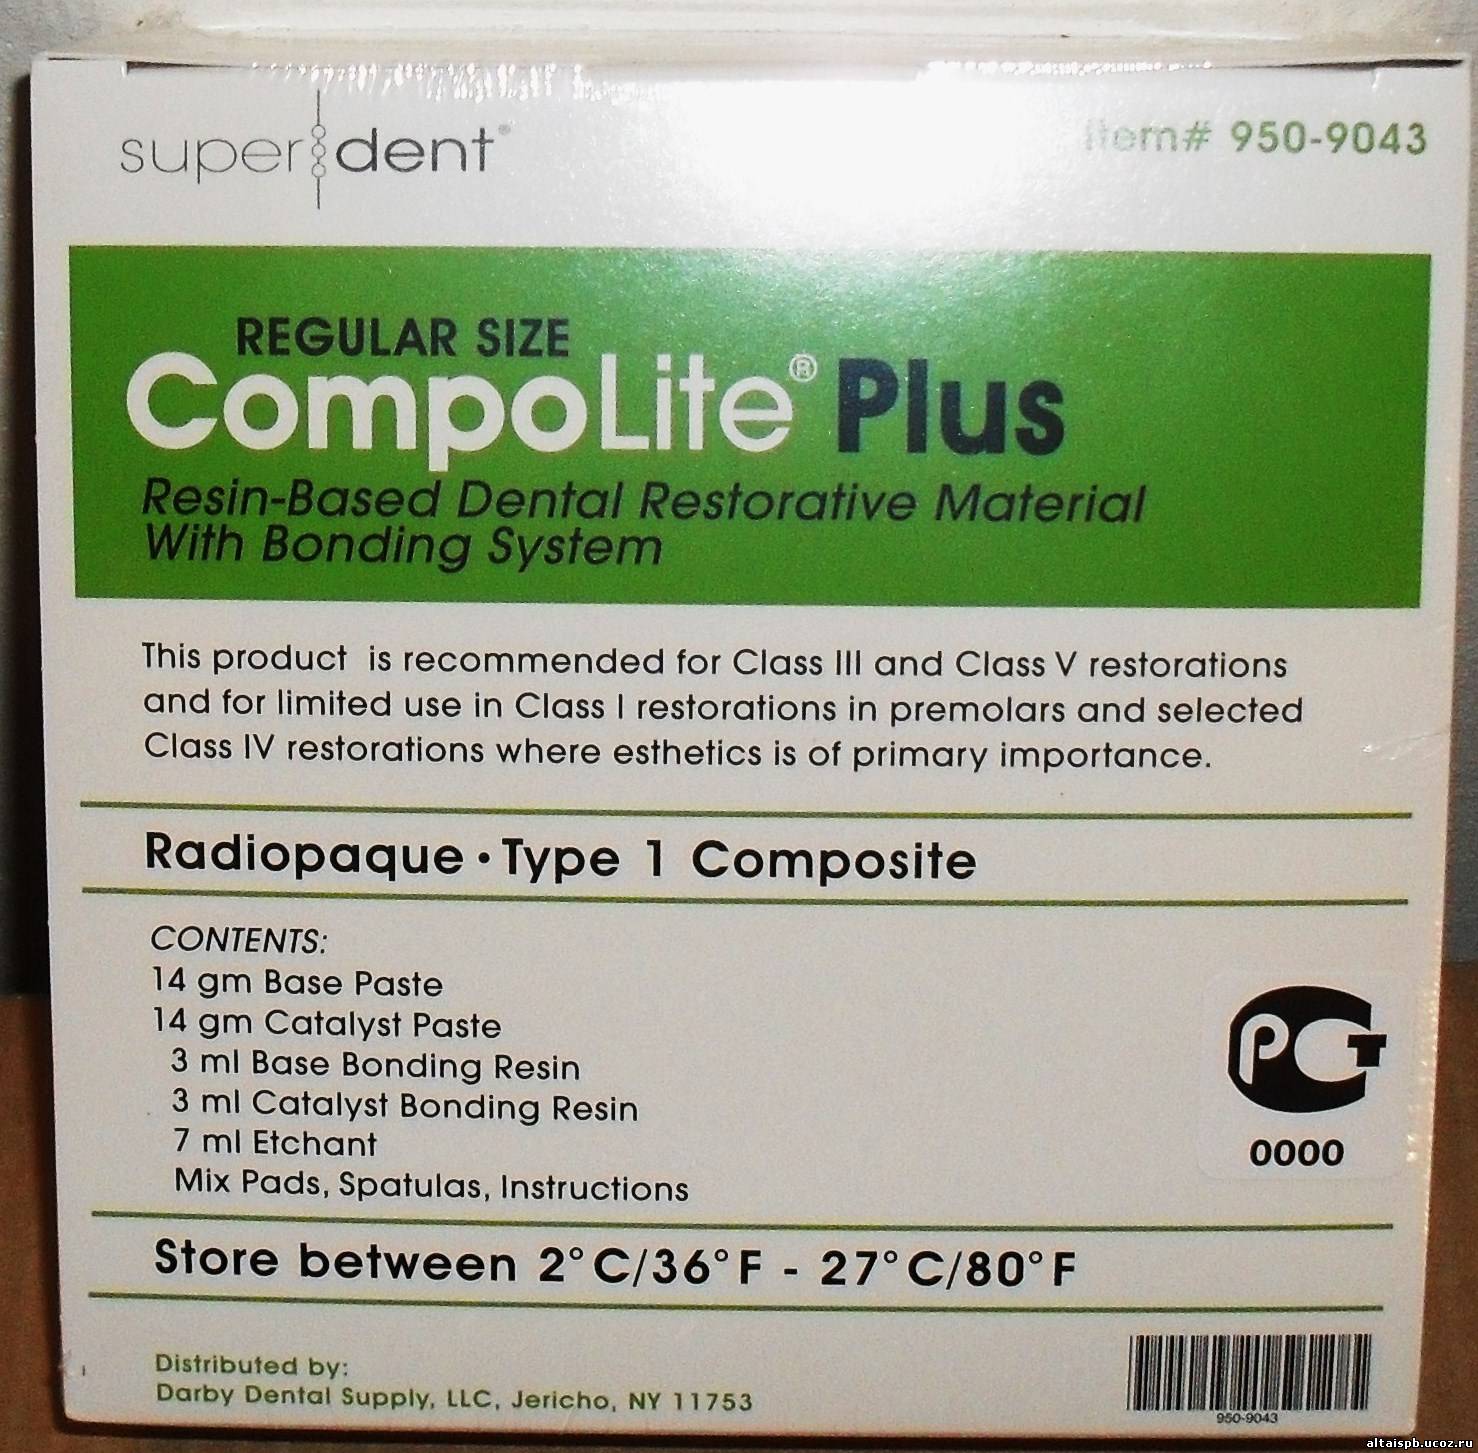 super dent®
Item# 950-9043
REGULAR SIZE
CompoLite® Plus
Resin-Based Dental Restorative Material
With Bonding System
This product is recommended for Class III and Class V restorations
and for limited use in Class I restorations in premolars and selected
Class IV restorations where esthetics is of primary importance.
Radiopaque • Type 1 Composite
CONTENTS:
14 gm Base Paste
14 gm Catalyst Paste
3 ml Base Bonding Resin
3 ml Catalyst Bonding Resin
7 ml Etchant
Mix Pads, Spatulas, Instructions
РСТ
0000
Store between 2°C/36°F - 27°C/80°F
Distributed by:
Darby Dental Supply, LLC, Jericho, NY 11753
950-9043
altaispb.ucoz.ru